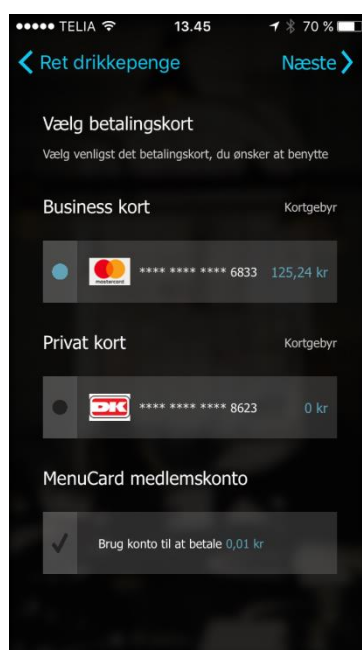 TELIA 13.45 70 %
Ret drikkepenge Næste
Vælg betalingskort
Vælg venligst det betalingskort, du ønsker at benytte
Business kort Kortgebyr
mastercard **** **** **** 6833 125,24 kr
Privat kort Kortgebyr
DK **** **** **** 8623 0 kr
MenuCard medlemskonto
Brug konto til at betale 0,01 kr